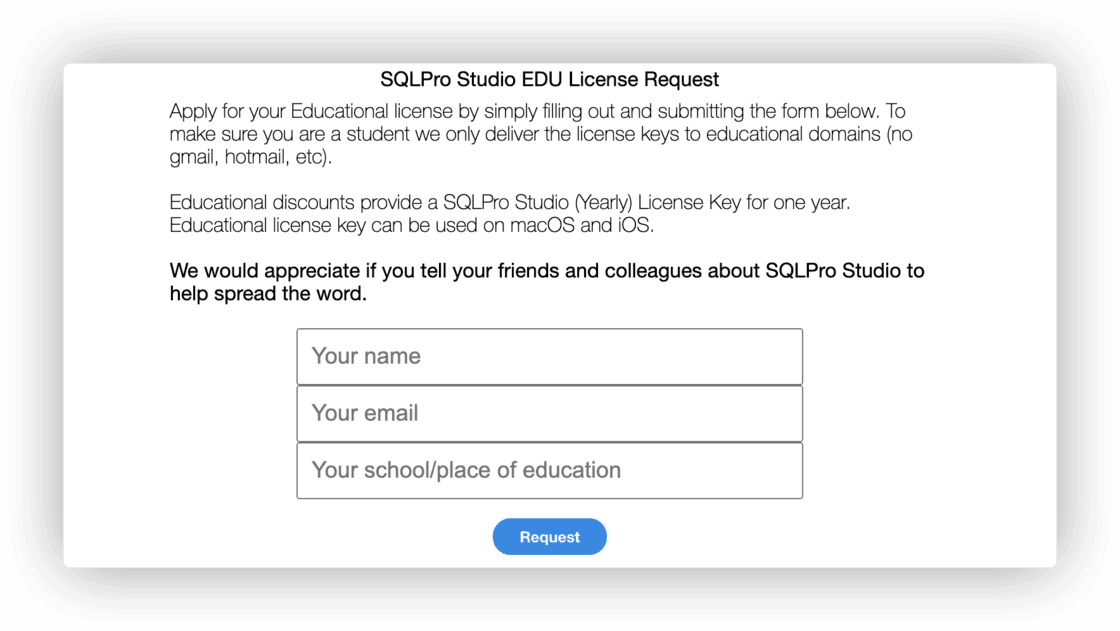 SQLPro Studio EDU License Request
Apply for your Educational license by simply filling out and submitting the form below. To
make sure you are a student we only deliver the license keys to educational domains (no
gmail, hotmail, etc).
Educational discounts provide a SQLPro Studio (Yearly) License Key for one year.
Educational license key can be used on macOS and iOS.
We would appreciate if you tell your friends and colleagues about SQLPro Studio to
help spread the word.
Your name
Your email
Your school/place of education
Request